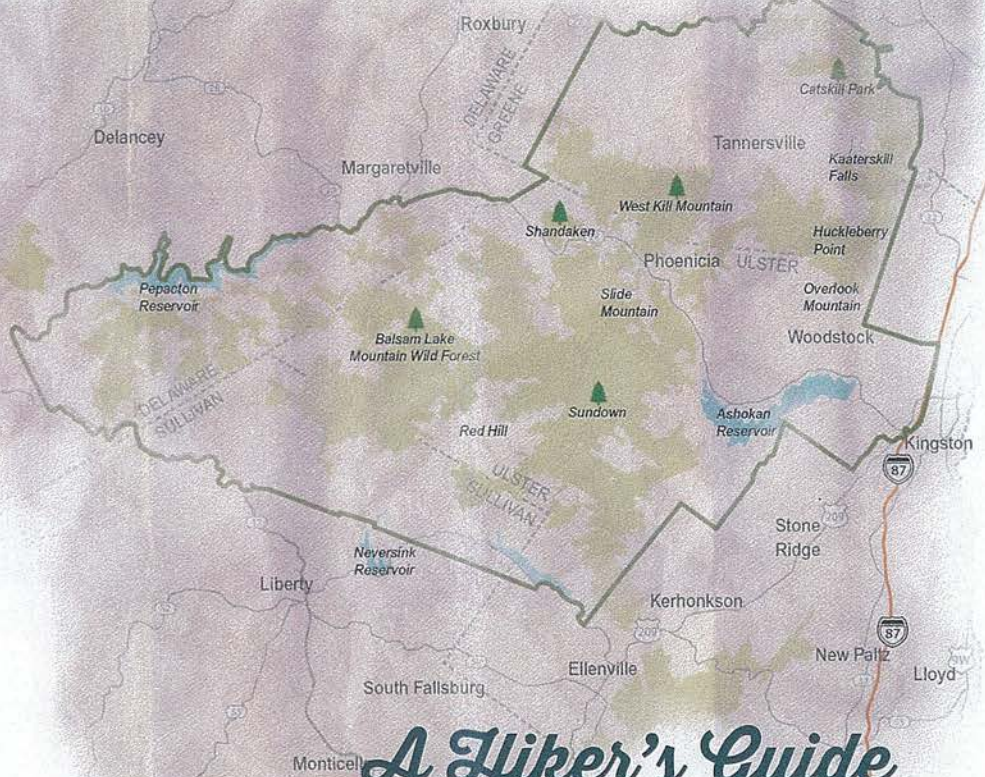 Roxbury
DELAWARE
GREENE
28
Catskill Park
Delancey
Tannersville
Margaretville
Kaaterskill
Falls
West Kill Mountain
Shandaken
Huckleberry
Point
Phoenicia
ULSTER
Pepacton
Reservoir
Slide
Mountain
Overlook
Mountain
Woodstock
Balsam Lake
Mountain Wild Forest
DELAWARE
SULLIVAN
Sundown
Ashokan
Reservoir
Red Hill
Kingston
87
ULSTER
SULLIVAN
209
Stone
Ridge
Neversink
Reservoir
Liberty
Kerhonkson
209
87
New Paltz
Ellenville
Lloyd
9W
South Fallsburg
Monticell
A Hiker's Guide